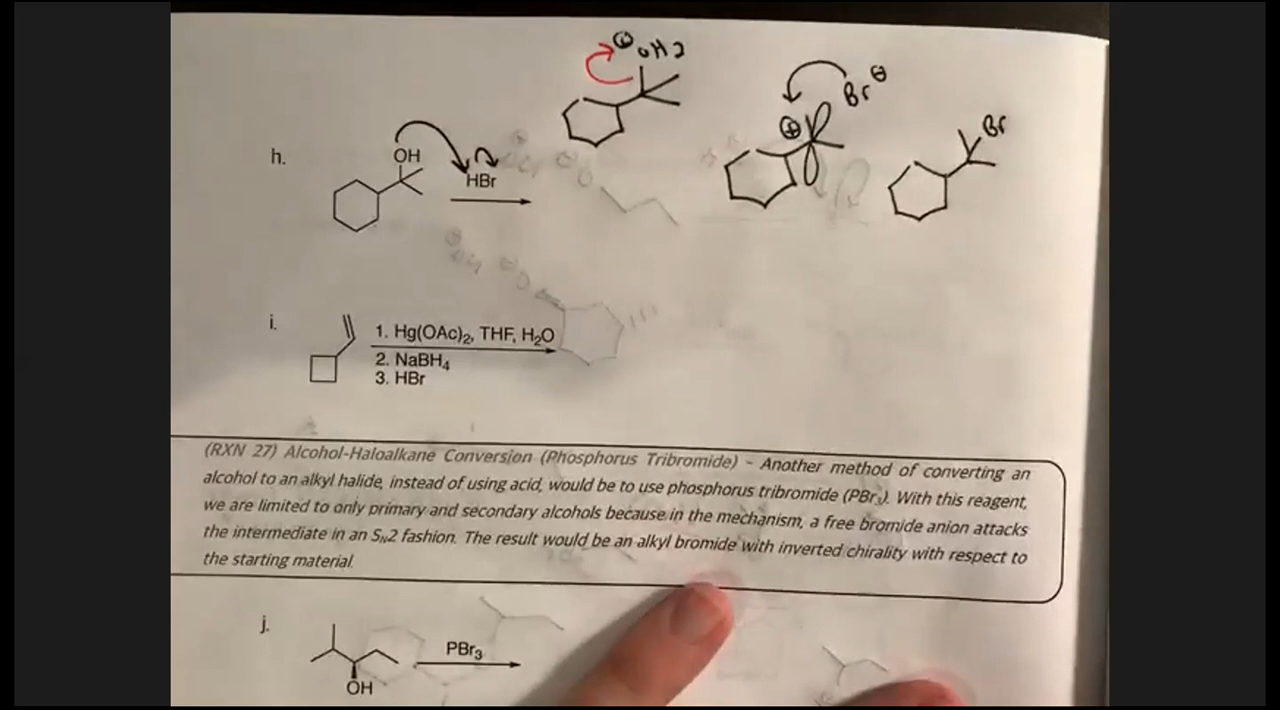 ⊕ OH2
Br ⊖
⊕
Br
h.
OH
HBr
i.
1. Hg(OAc)2, THF, H2O
2. NaBH4
3. HBr
(RXN 27) Alcohol-Haloalkane Conversion (Phosphorus Tribromide) – Another method of converting an
alcohol to an alkyl halide, instead of using acid, would be to use phosphorus tribromide (PBr3). With this reagent,
we are limited to only primary and secondary alcohols because in the mechanism, a free bromide anion attacks
the intermediate in an SN2 fashion. The result would be an alkyl bromide with inverted chirality with respect to
the starting material.
j.
PBr3
OH